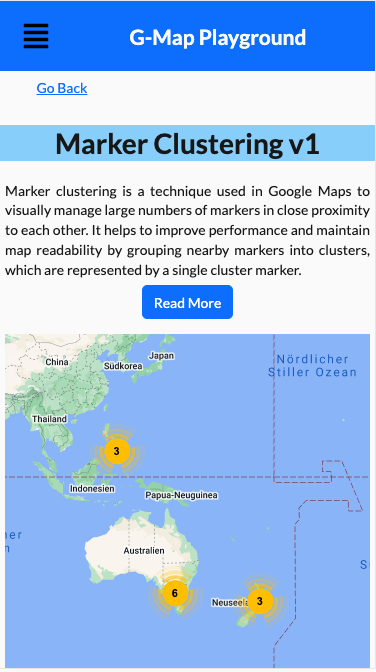 G-Map Playground
Go Back
Marker Clustering v1
Marker clustering is a technique used in Google Maps to
visually manage large numbers of markers in close proximity
to each other. It helps to improve performance and maintain
map readability by grouping nearby markers into clusters,
which are represented by a single cluster marker.
Read More
Japan
China
Südkorea
Nördlicher
Stiller Ozean
Thailand
3
Indonesien
Papua-Neuguinea
Australien
6
3